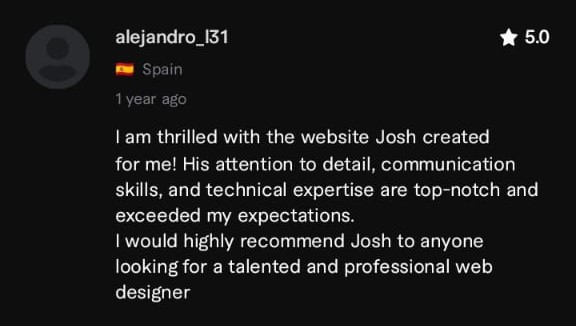 alejandro_l31
5.0
Spain
1 year ago
I am thrilled with the website Josh created
for me! His attention to detail, communication
skills, and technical expertise are top-notch and
exceeded my expectations.
I would highly recommend Josh to anyone
looking for a talented and professional web
designer